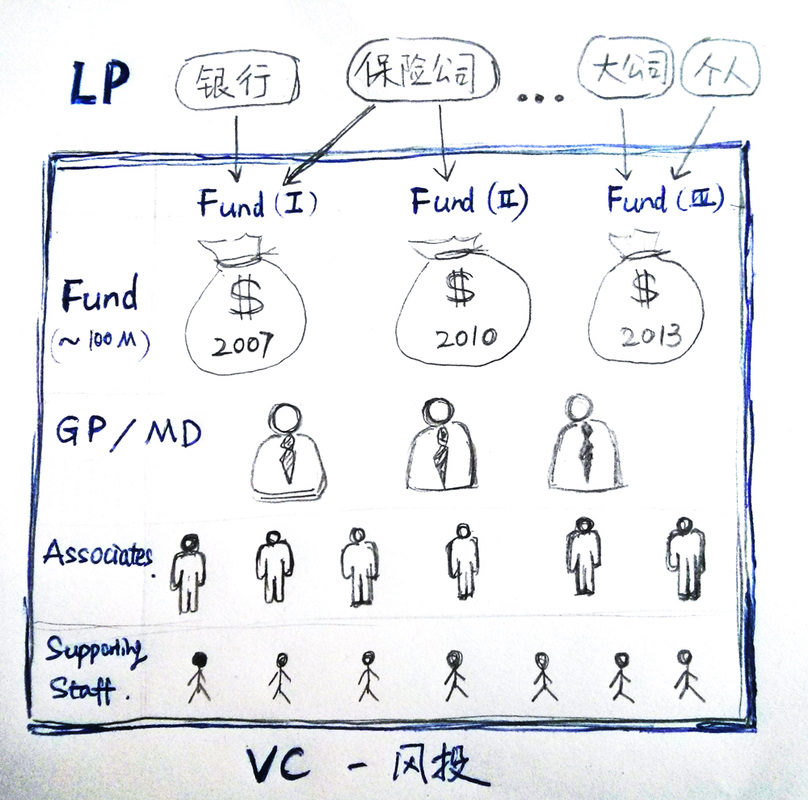 LP 银行 保险公司 ... 大公司 个人
Fund (I) Fund (II) Fund (III)
Fund $ $ $
(~100M) 2007 2010 2013
GP/MD
Associates.
Supporting
Staff.
VC - 风投